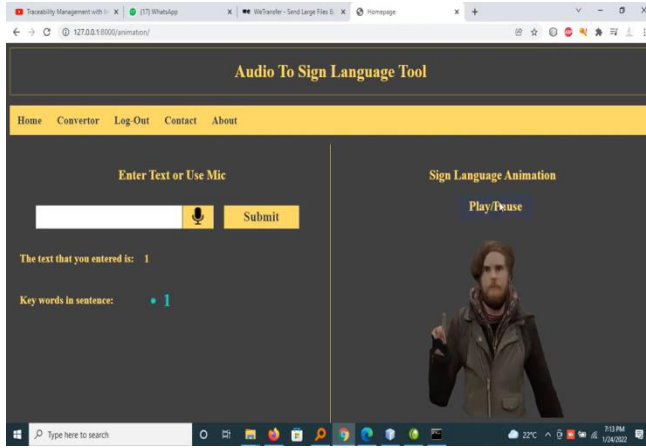 Traceability Management with
(17) WhatsApp
WeTransfer - Send Large Files &
Homepage
127.0.0.1:8000/animation/
Audio To Sign Language Tool
Home Convertor Log-Out Contact About
Enter Text or Use Mic
Submit
The text that you entered is: 1
Key words in sentence:
1
Sign Language Animation
Play/Pause
Type here to search
22°C
7:13 PM
1/24/2022